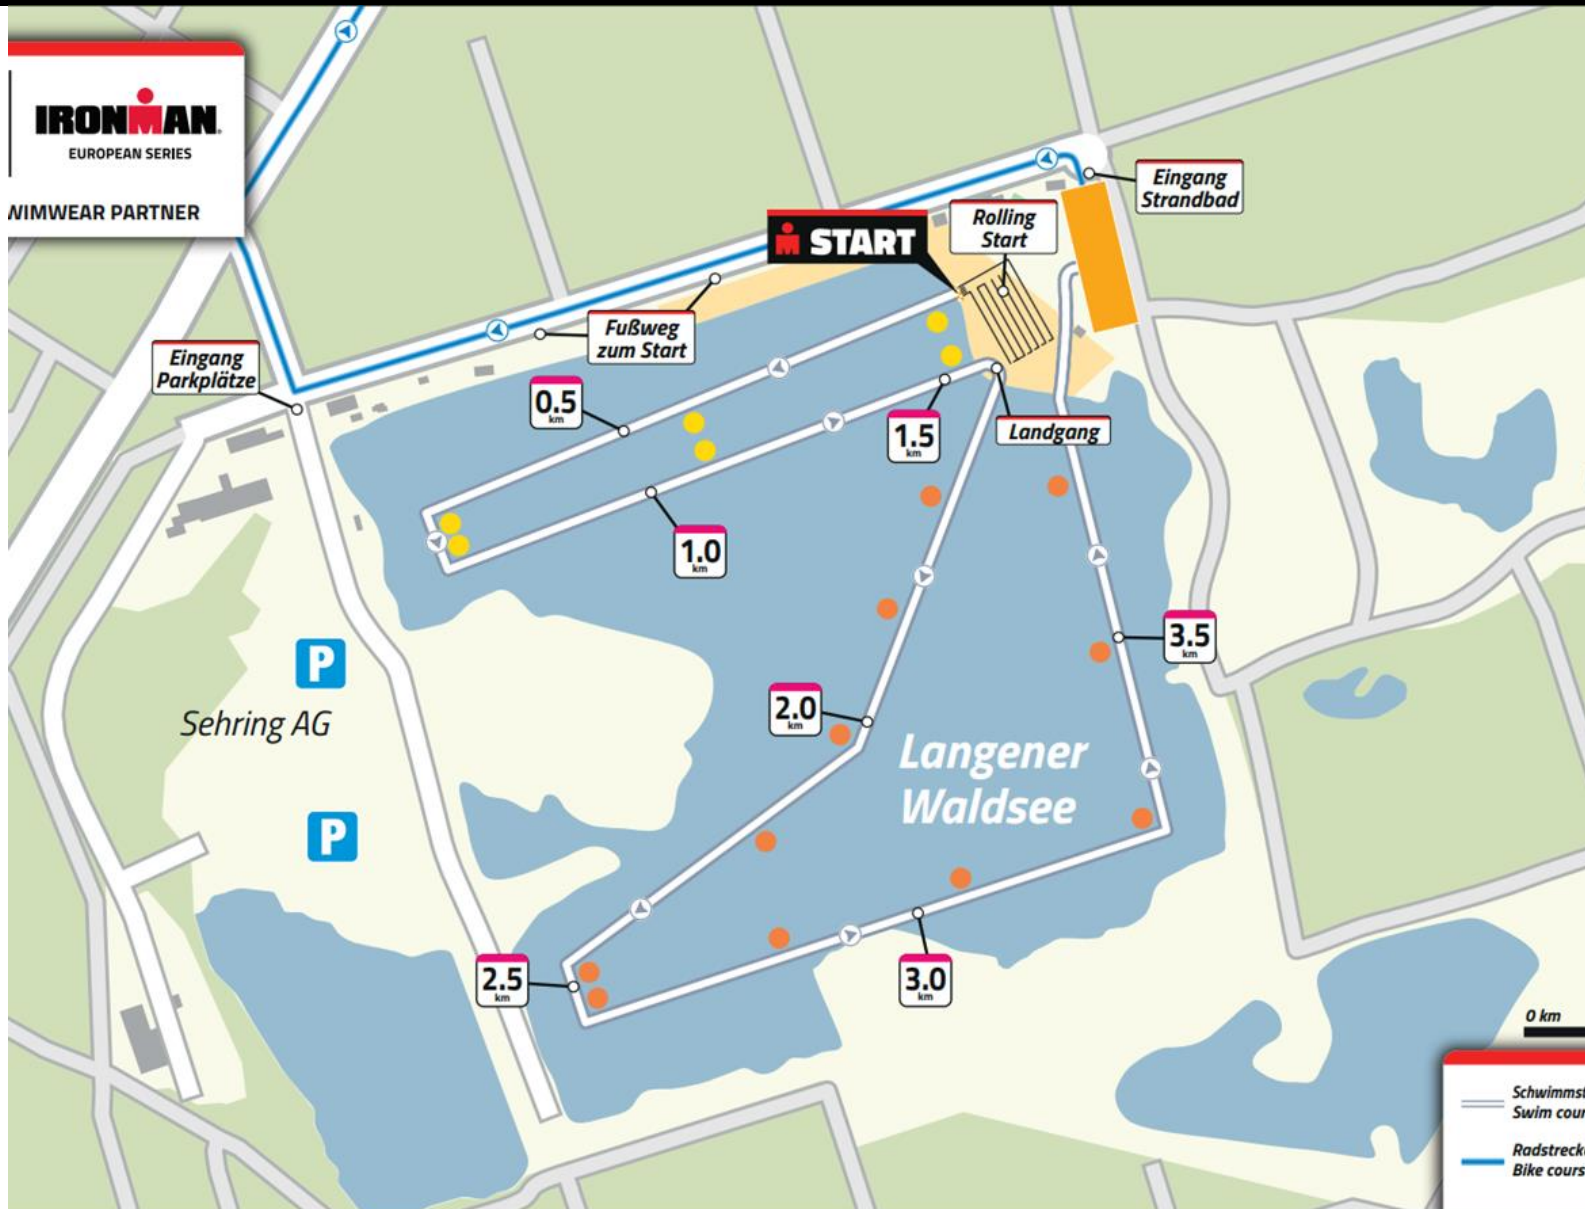 IRONMAN
EUROPEAN SERIES
WIMWEAR PARTNER
Eingang
Strandbad
Rolling
Start
START
Fußweg
zum Start
Eingang
Parkplätze
0.5
km
1.5
km
Landgang
1.0
km
3.5
km
P
Sehring AG
2.0
km
Langener
Waldsee
P
2.5
km
3.0
km
0 km
Schwimmst
Swim cour
Radstreck
Bike cours